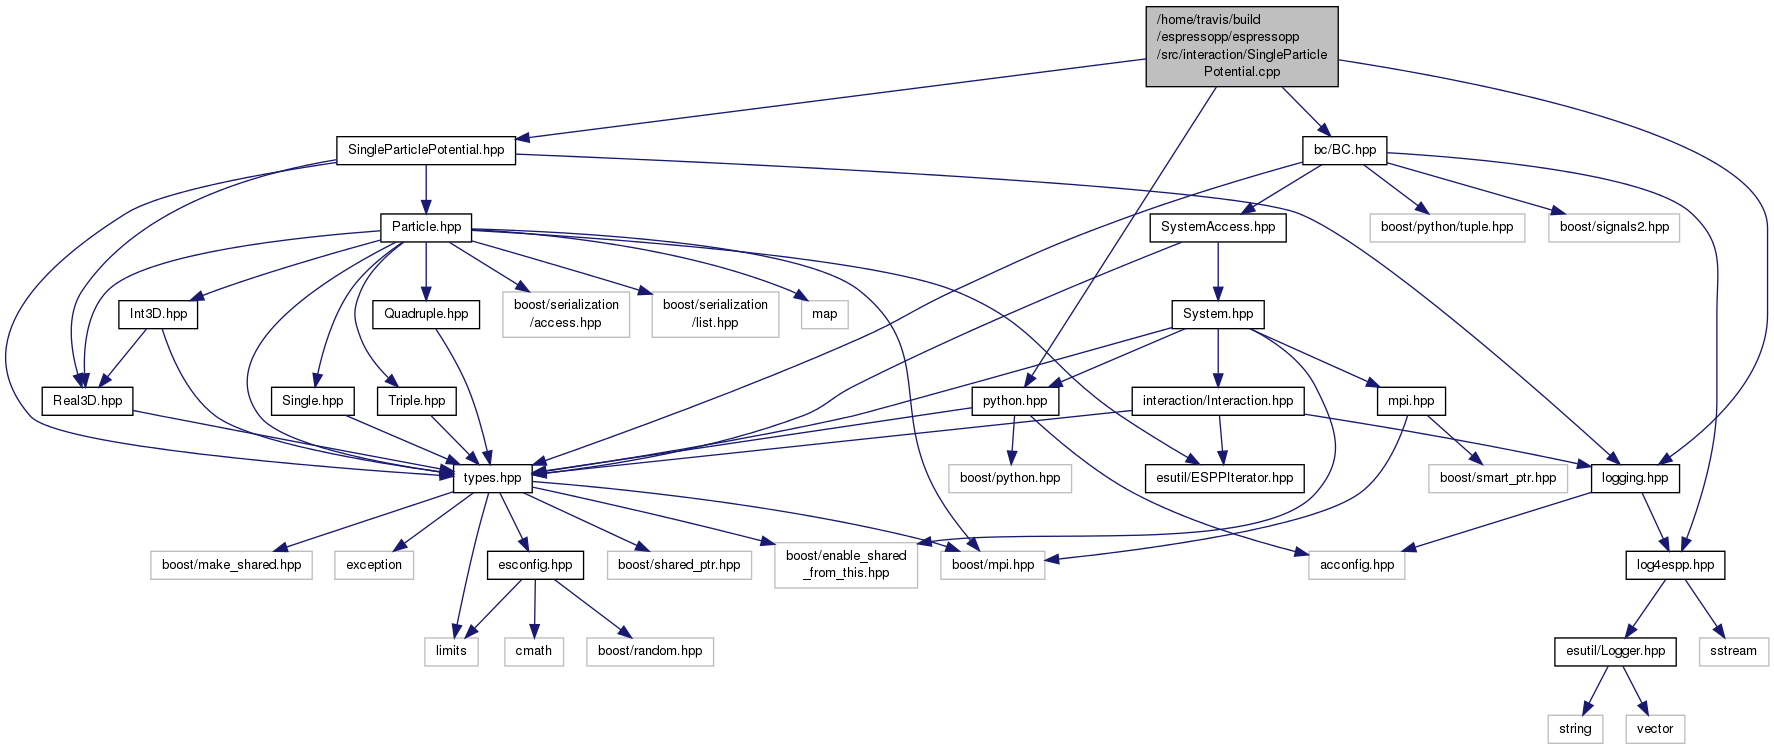 /home/travis/build
/espressopp/espressopp
/src/interaction/SingleParticle
Potential.cpp
SingleParticlePotential.hpp
bc/BC.hpp
Particle.hpp
SystemAccess.hpp
boost/python/tuple.hpp
boost/signals2.hpp
Int3D.hpp
Quadruple.hpp
boost/serialization
/access.hpp
boost/serialization
/list.hpp
map
System.hpp
Real3D.hpp
Single.hpp
Triple.hpp
python.hpp
interaction/Interaction.hpp
mpi.hpp
types.hpp
boost/python.hpp
esutil/ESPPIterator.hpp
boost/smart_ptr.hpp
logging.hpp
boost/make_shared.hpp
exception
esconfig.hpp
boost/shared_ptr.hpp
boost/enable_shared
_from_this.hpp
boost/mpi.hpp
acconfig.hpp
log4espp.hpp
limits
cmath
boost/random.hpp
esutil/Logger.hpp
sstream
string
vector